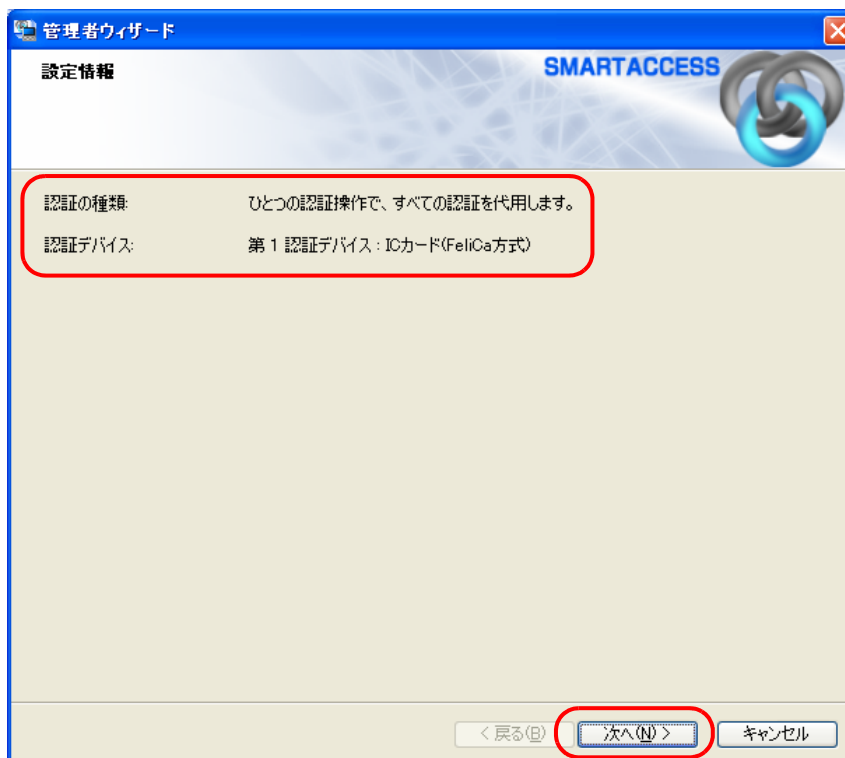 管理者ウィザード
設定情報
SMARTACCESS
認証の種類: ひとつの認証操作で、すべての認証を代用します。
認証デバイス: 第1認証デバイス:ICカード(FeliCa方式)
< 戻る(B) 次へ(N) > キャンセル